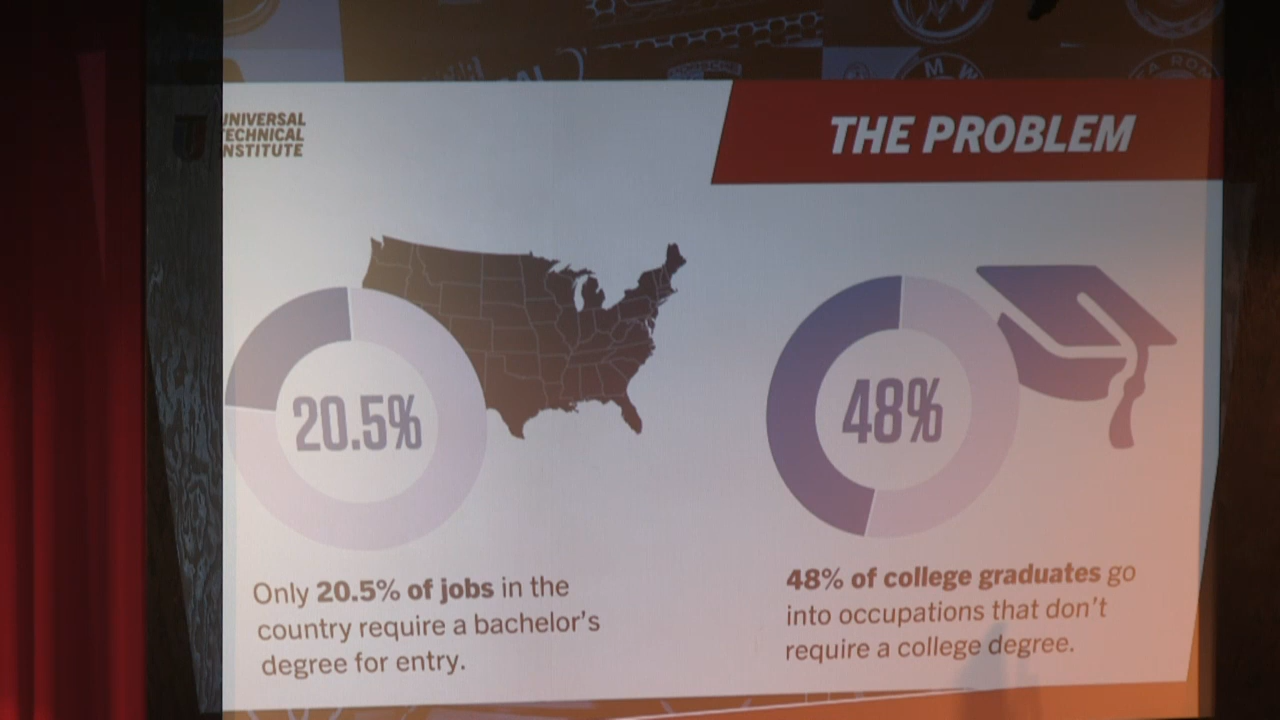 UNIVERSAL
TECHNICAL
INSTITUTE
THE PROBLEM
20.5%
48%
Only 20.5% of jobs in the
country require a bachelor's
degree for entry.
48% of college graduates go
into occupations that don't
require a college degree.